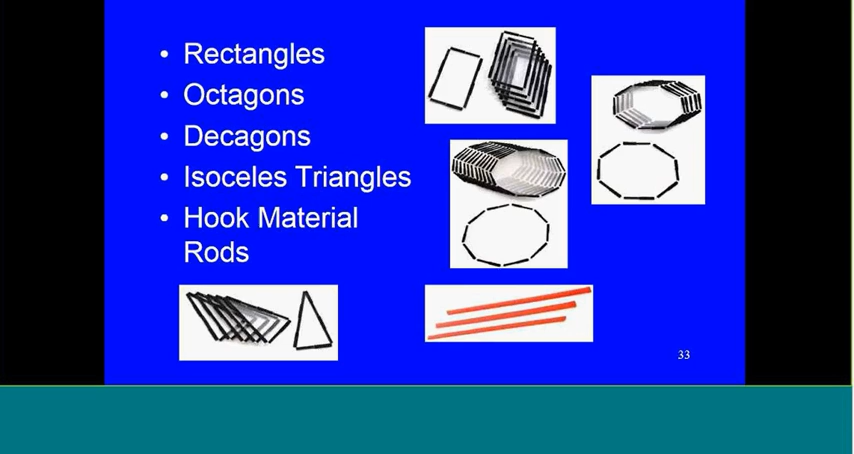 • Rectangles
• Octagons
• Decagons
• Isoceles Triangles
• Hook Material
Rods
33